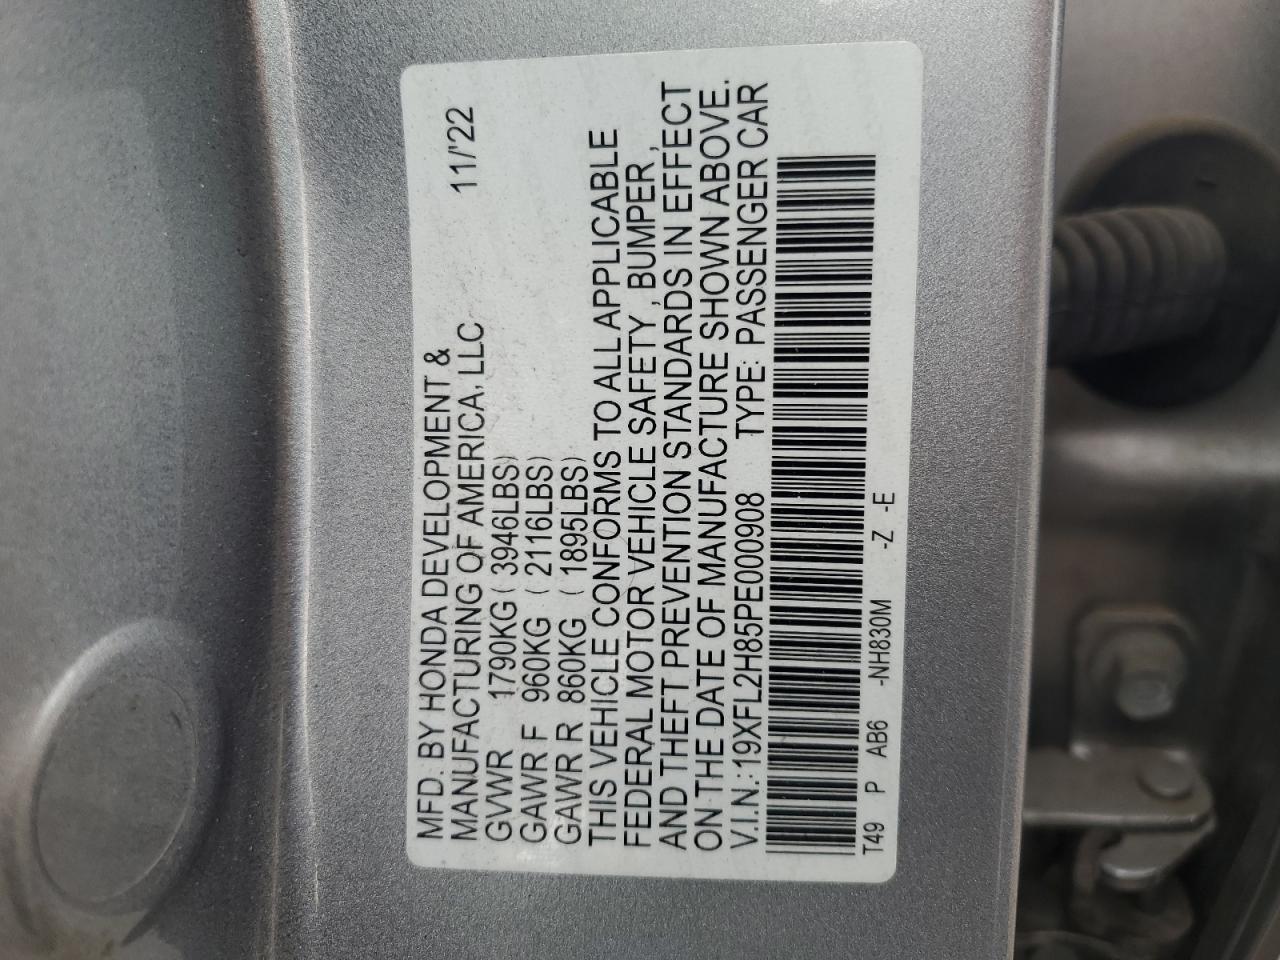 MFD. BY HONDA DEVELOPMENT &
MANUFACTURING OF AMERICA, LLC 11/'22
GVWR 1790KG ( 3946LBS)
GAWR F 960KG ( 2116LBS)
GAWR R 860KG ( 1895LBS)
THIS VEHICLE CONFORMS TO ALL APPLICABLE
FEDERAL MOTOR VEHICLE SAFETY , BUMPER ,
AND THEFT PREVENTION STANDARDS IN EFFECT
ON THE DATE OF MANUFACTURE SHOWN ABOVE.
V.I.N.:19XFL2H85PE000908 TYPE: PASSENGER CAR
T49 P AB6 -NH830M -Z -E